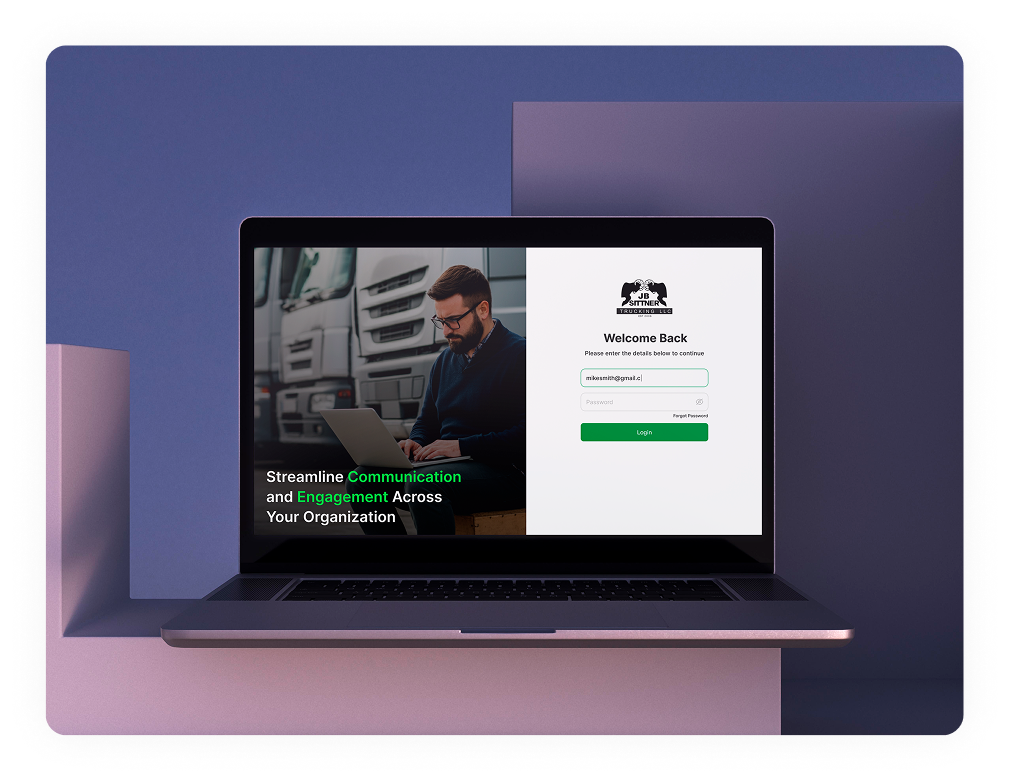 Streamline Communication
and Engagement Across
Your Organization
JB
SITTNER
TRUCKING LLC
Welcome Back
Please enter the details below to continue
mikesmith@gmail.c
Password
Forgot Password
Login